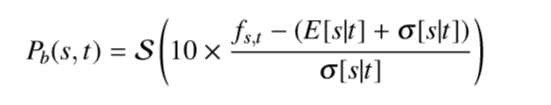 P_b(s, t) = 𝒮(10 × (f_{s,t} − (E[s|t] + σ[s|t])) / σ[s|t])